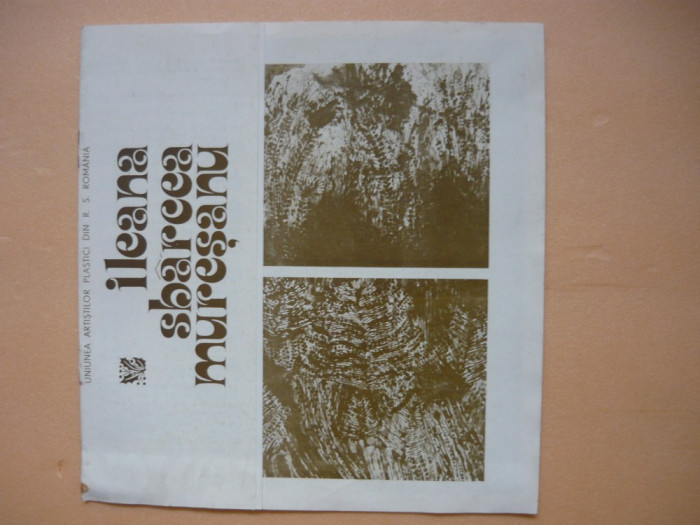 UNIUNEA ARTIȘTILOR PLASTICI DIN R. S. ROMÂNIA
ileana
sbârcea
mureșanu